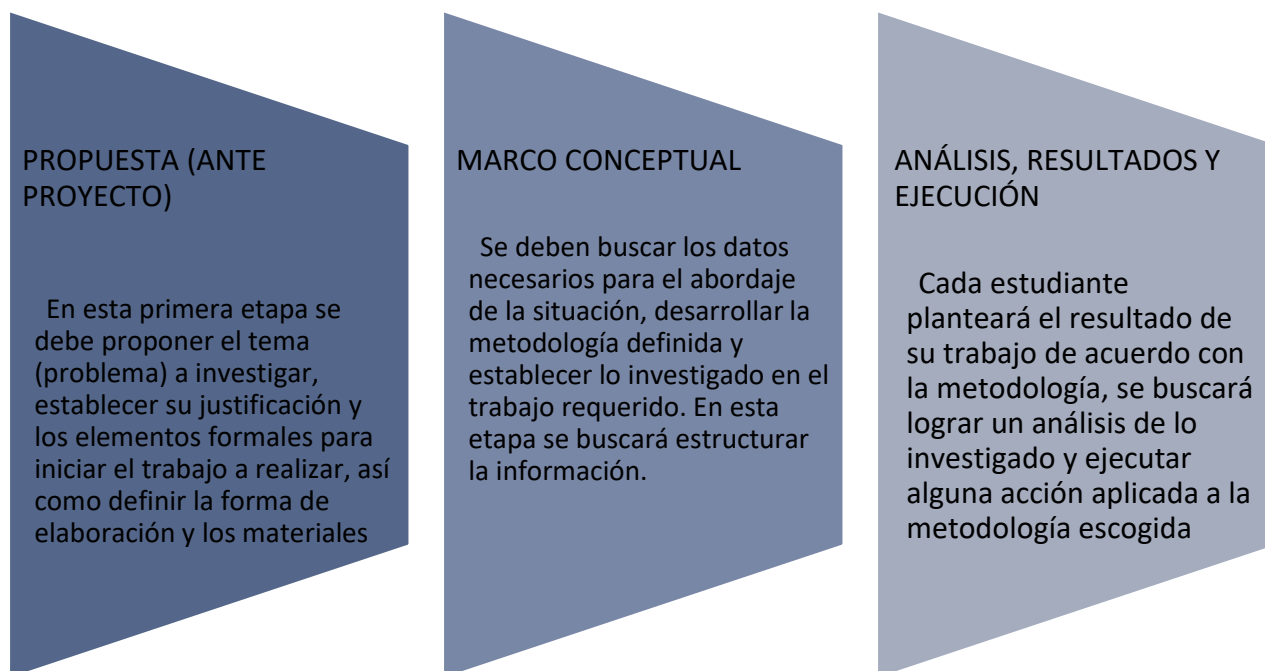 PROPUESTA (ANTE
PROYECTO)
En esta primera etapa se
debe proponer el tema
(problema) a investigar,
establecer su justificación y
los elementos formales para
iniciar el trabajo a realizar, así
como definir la forma de
elaboración y los materiales
MARCO CONCEPTUAL
Se deben buscar los datos
necesarios para el abordaje
de la situación, desarrollar la
metodología definida y
establecer lo investigado en el
trabajo requerido. En esta
etapa se buscará estructurar
la información.
ANÁLISIS, RESULTADOS Y
EJECUCIÓN
Cada estudiante
planteará el resultado de
su trabajo de acuerdo con
la metodología, se buscará
lograr un análisis de lo
investigado y ejecutar
alguna acción aplicada a la
metodología escogida